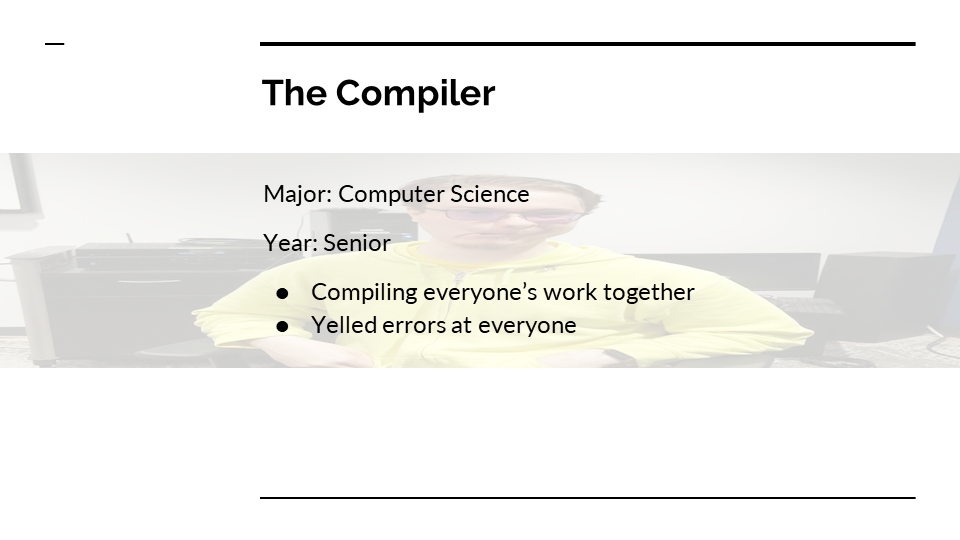 The Compiler
Major: Computer Science
Year: Senior
● Compiling everyone’s work together
● Yelled errors at everyone